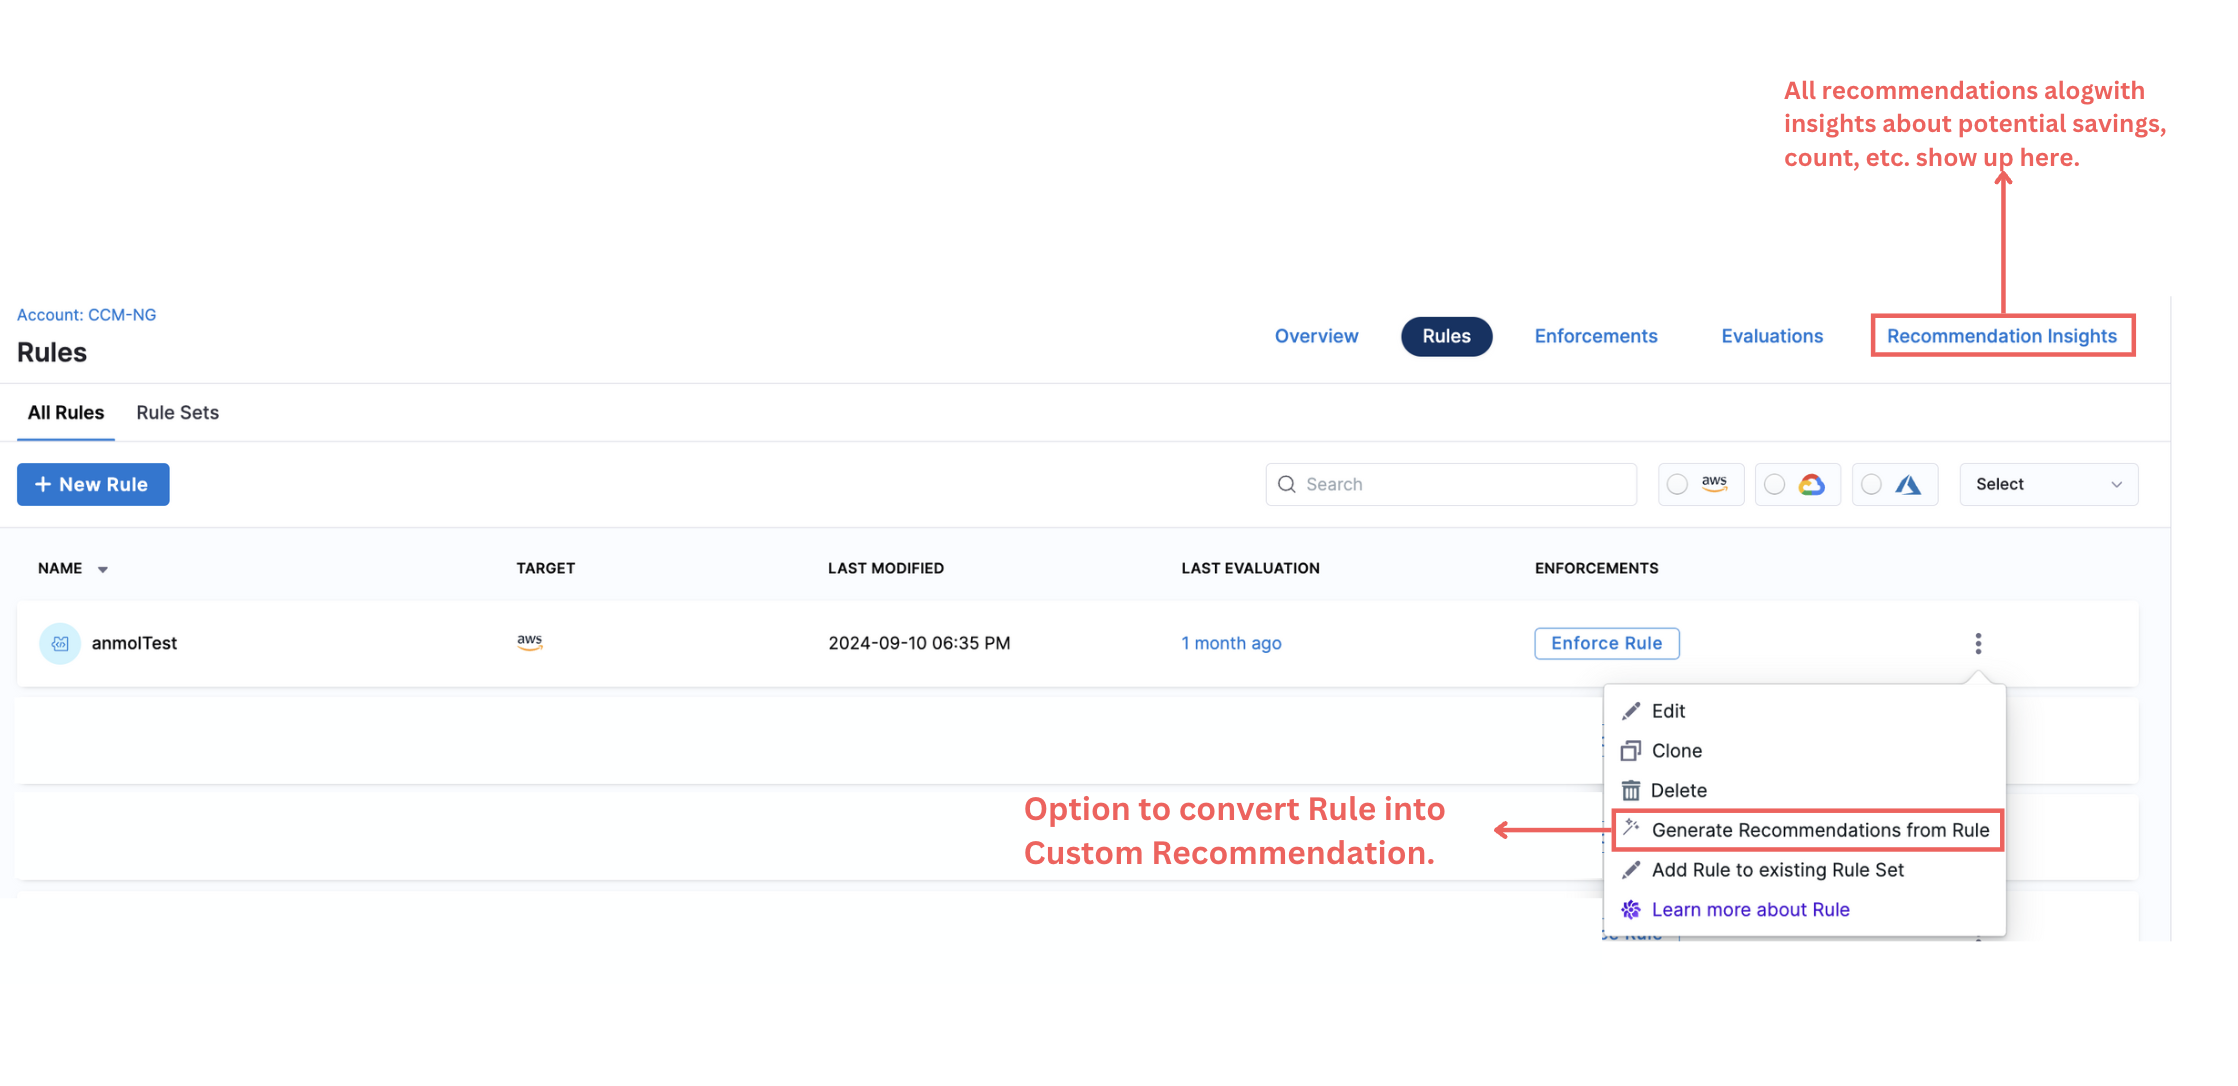 All recommendations alogwith
insights about potential savings,
count, etc. show up here.
Account: CCM-NG
Rules
Overview
Rules
Enforcements
Evaluations
Recommendation Insights
All Rules
Rule Sets
+ New Rule
Search
aws
Select
NAME
TARGET
LAST MODIFIED
LAST EVALUATION
ENFORCEMENTS
anmolTest
aws
2024-09-10 06:35 PM
1 month ago
Enforce Rule
Edit
Clone
Delete
Option to convert Rule into
Custom Recommendation.
Generate Recommendations from Rule
Add Rule to existing Rule Set
Learn more about Rule